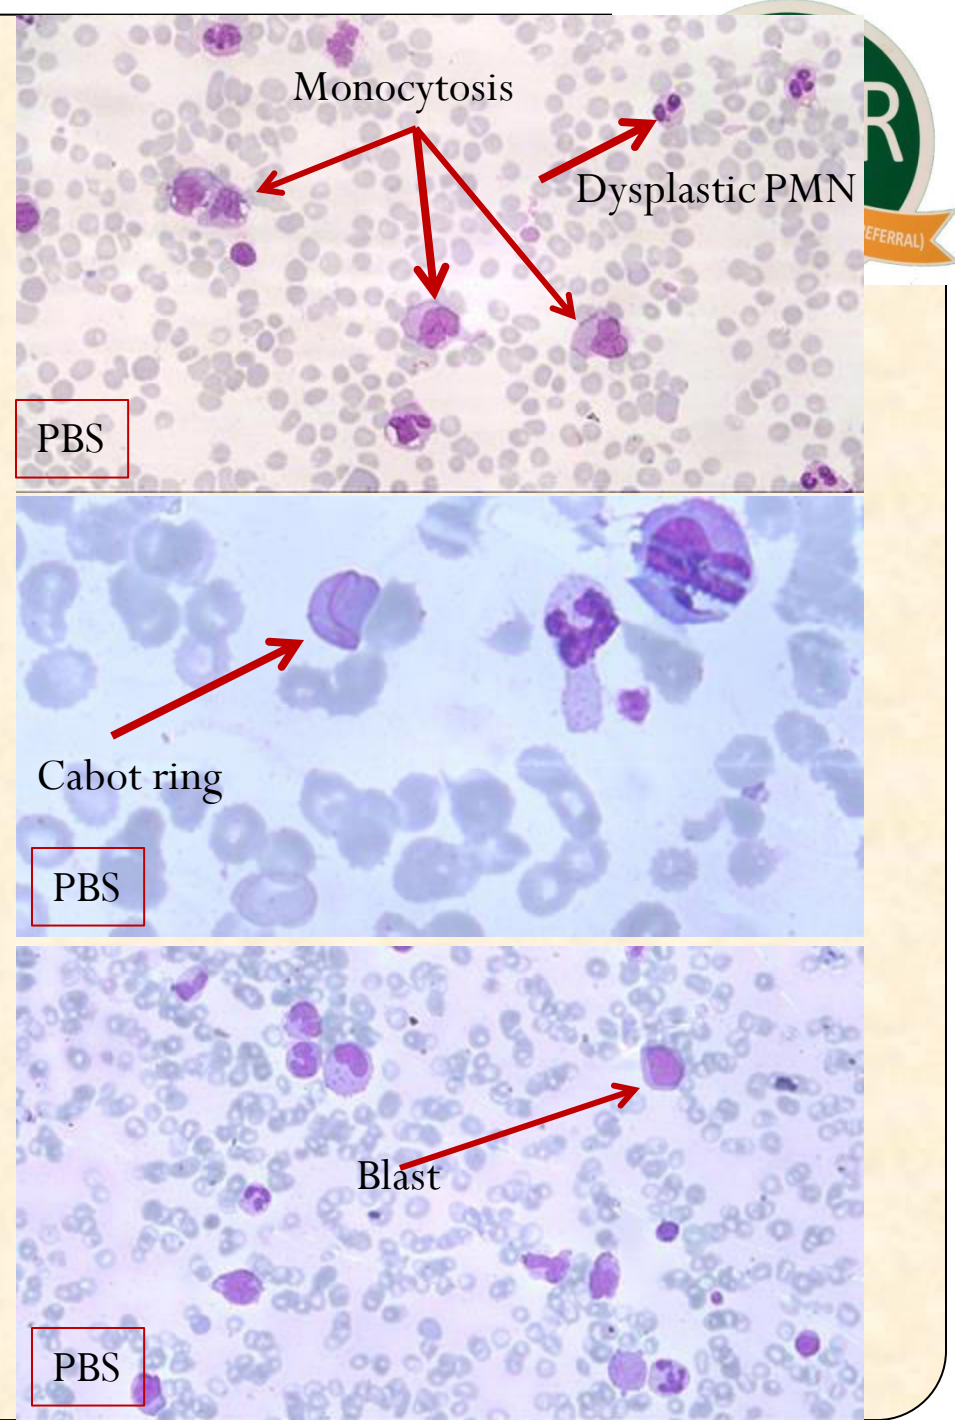 Monocytosis
R
Dysplastic PMN
EFERRAL)
PBS
Cabot ring
PBS
Blast
PBS